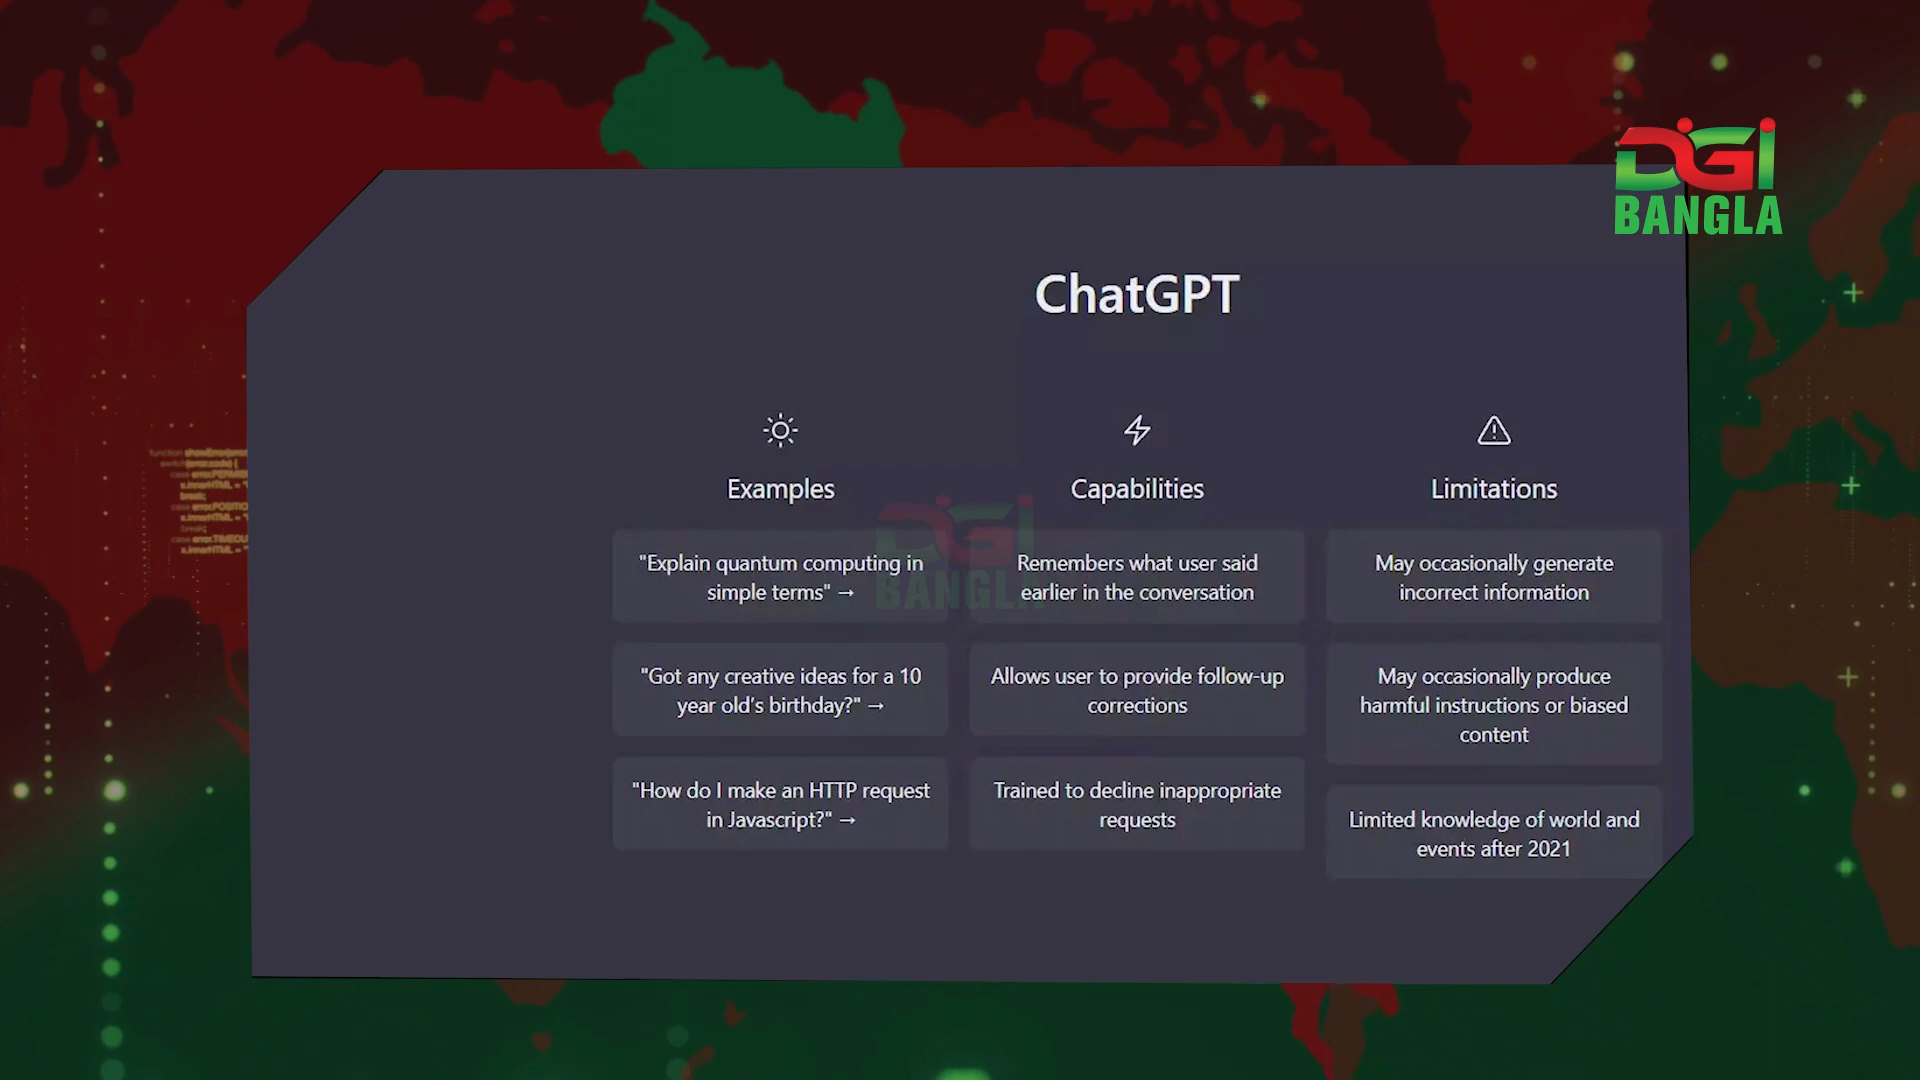 DGI
BANGLA
ChatGPT
Examples
Capabilities
Limitations
"Explain quantum computing in
simple terms" →
"Got any creative ideas for a 10
year old's birthday?" →
"How do I make an HTTP request
in Javascript?" →
Remembers what user said
earlier in the conversation
Allows user to provide follow-up
corrections
Trained to decline inappropriate
requests
May occasionally generate
incorrect information
May occasionally produce
harmful instructions or biased
content
Limited knowledge of world and
events after 2021
DGI
BANGLA